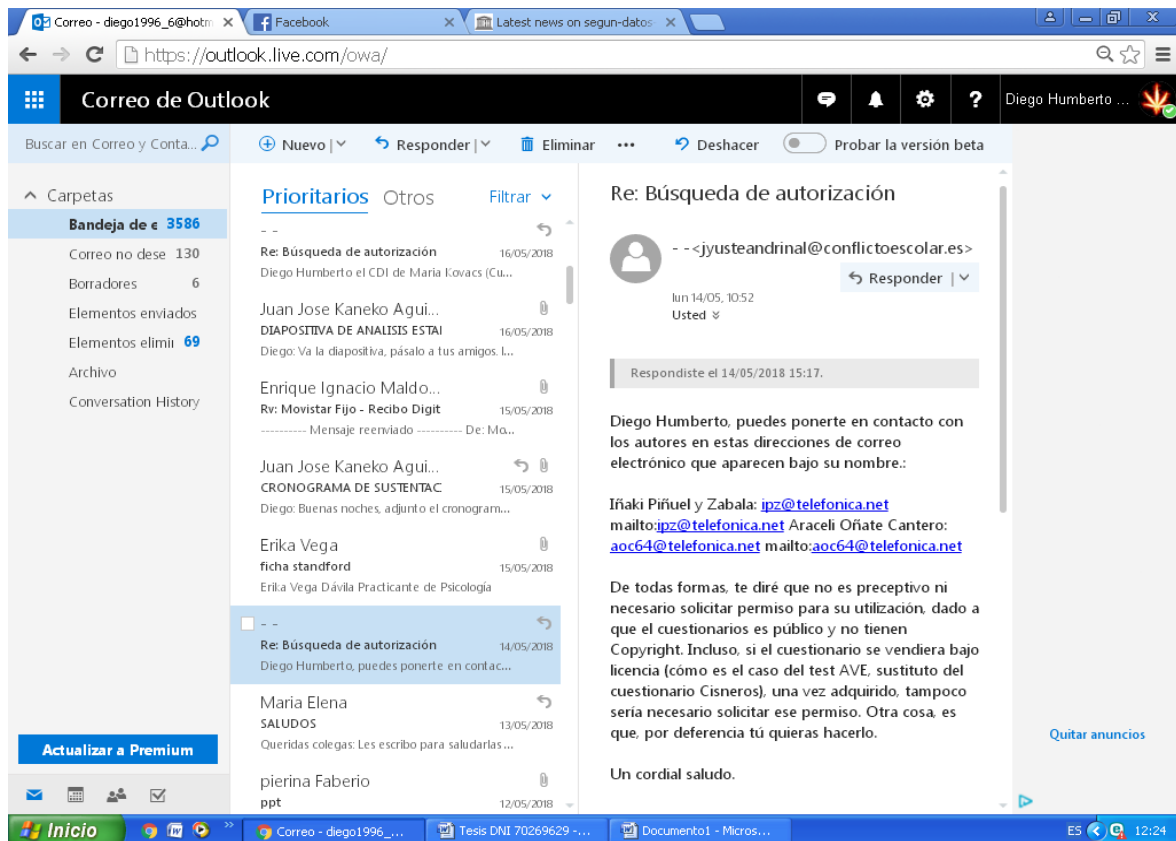 Correo - diego1996_6@hotm
Facebook
Latest news on segun-datos-
https://outlook.live.com/owa/
Correo de Outlook
?
Diego Humberto ...
Buscar en Correo y Conta...
Nuevo
Responder
Eliminar
...
Deshacer
Probar la versión beta
Carpetas
Bandeja de e 3586
Correo no dese 130
Borradores 6
Elementos enviados
Elementos elimii 69
Archivo
Conversation History
Actualizar a Premium
Prioritarios Otros Filtrar
- -
Re: Búsqueda de autorización 16/05/2018
Diego Humberto el CDI de Maria Kovacs (Cu...
Juan Jose Kaneko Agui...
DIAPOSITIVA DE ANALISIS ESTAI 16/05/2018
Diego: Va la diapositiva, pásalo a tus amigos. I...
Enrique Ignacio Maldo...
Rv: Movistar Fijo - Recibo Digit 15/05/2018
---------- Mensaje reenviado ---------- De: Mo...
Juan Jose Kaneko Agui...
CRONOGRAMA DE SUSTENTAC 15/05/2018
Diego: Buenas noches, adjunto el cronogram...
Erika Vega
ficha standford 15/05/2018
Erika Vega Dávila Practicante de Psicología
- -
Re: Búsqueda de autorización 14/05/2018
Diego Humberto, puedes ponerte en contac...
Maria Elena
SALUDOS 13/05/2018
Queridas colegas: Les escribo para saludarlas ...
pierina Faberio
ppt 12/05/2018
Re: Búsqueda de autorización
- -<jyusteandrinal@conflictoescolar.es>
Responder
lun 14/05, 10:52
Usted
Respondiste el 14/05/2018 15:17.
Diego Humberto, puedes ponerte en contacto con
los autores en estas direcciones de correo
electrónico que aparecen bajo su nombre.:
Iñaki Piñuel y Zabala: ipz@telefonica.net
mailto:ipz@telefonica.net Araceli Oñate Cantero:
aoc64@telefonica.net mailto:aoc64@telefonica.net
De todas formas, te diré que no es preceptivo ni
necesario solicitar permiso para su utilización, dado a
que el cuestionarios es público y no tienen
Copyright. Incluso, si el cuestionario se vendiera bajo
licencia (cómo es el caso del test AVE, sustituto del
cuestionario Cisneros), una vez adquirido, tampoco
sería necesario solicitar ese permiso. Otra cosa, es
que, por deferencia tú quieras hacerlo.
Un cordial saludo.
Quitar anuncios
Inicio
Correo - diego1996_...
Tesis DNI 70269629 -...
Documento1 - Micros...
ES
12:24